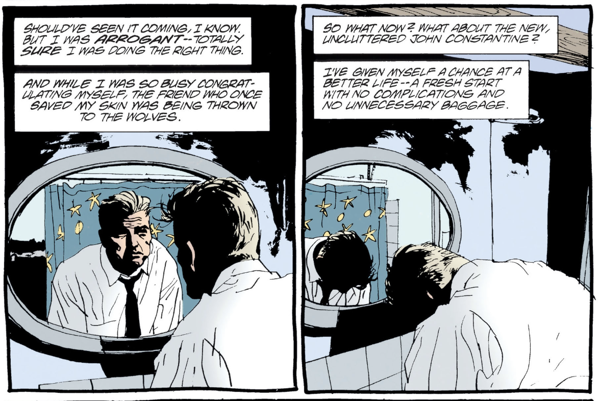 SHOULD'VE SEEN IT COMING, I KNOW.
BUT I WAS ARROGANT--TOTALLY
SURE I WAS DOING THE RIGHT THING.
AND WHILE I WAS SO BUSY CONGRAT-
ULATING MYSELF, THE FRIEND WHO ONCE
SAVED MY SKIN WAS BEING THROWN
TO THE WOLVES.
SO WHAT NOW? WHAT ABOUT THE NEW,
UNCLUTTERED JOHN CONSTANTINE?
I'VE GIVEN MYSELF A CHANCE AT A
BETTER LIFE--A FRESH START
WITH NO COMPLICATIONS AND
NO UNNECESSARY BAGGAGE.